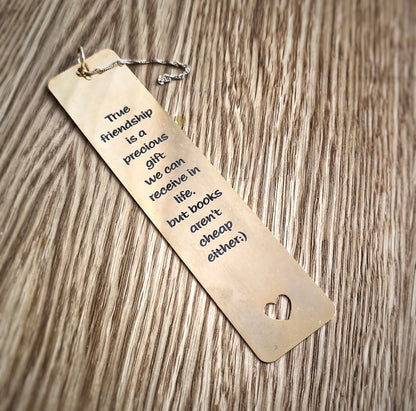 True
friendship
is a
precious
gift
we can
receive in
life,
but books
aren't
cheap
either:)